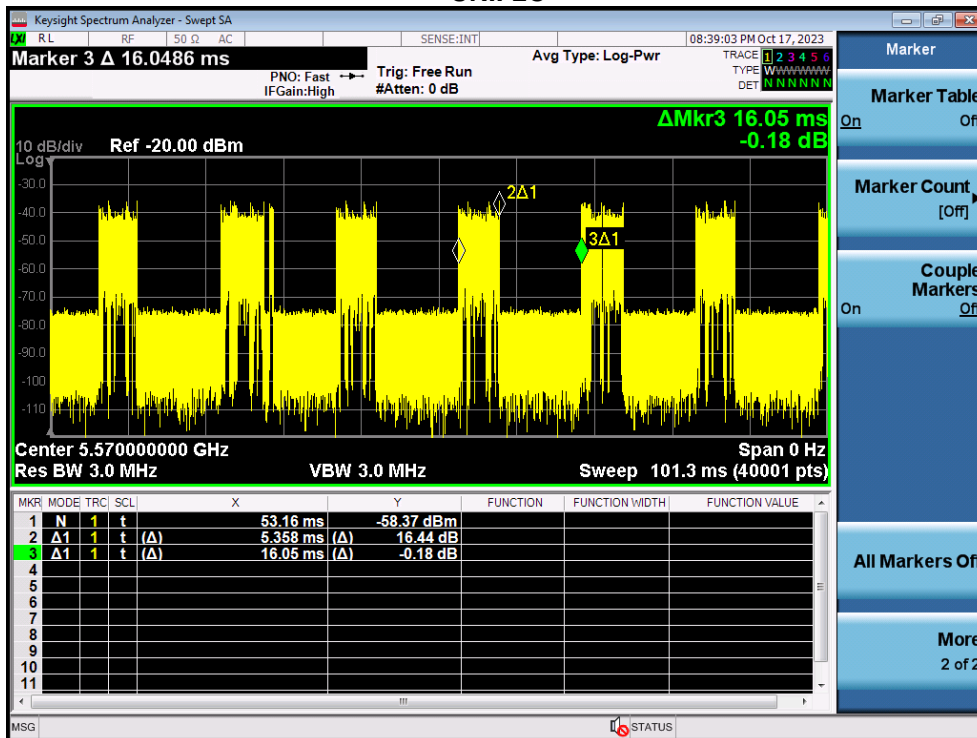 Keysight Spectrum Analyzer - Swept SA
LXI RL RF 50 Ω AC SENSE:INT 08:39:03 PM Oct 17, 2023
Marker 3 Δ 16.0486 ms
PNO: Fast
IFGain:High
Trig: Free Run
#Atten: 0 dB
Avg Type: Log-Pwr
TRACE 1 2 3 4 5 6
TYPE WWWWWW
DET N N N N N N
ΔMkr3 16.05 ms
-0.18 dB
10 dB/div Ref -20.00 dBm
Log
-30.0
-40.0
-50.0
-60.0
-70.0
-80.0
-90.0
-100
-110
2Δ1
3Δ1
Center 5.570000000 GHz Span 0 Hz
Res BW 3.0 MHz VBW 3.0 MHz Sweep 101.3 ms (40001 pts)
MKR MODE TRC SCL X Y FUNCTION FUNCTION WIDTH FUNCTION VALUE
1 N 1 t 53.16 ms -58.37 dBm
2 Δ1 1 t (Δ) 5.358 ms (Δ) 16.44 dB
3 Δ1 1 t (Δ) 16.05 ms (Δ) -0.18 dB
4
5
6
7
8
9
10
11
MSG STATUS
Marker
Marker Table
On Off
Marker Count
[Off]
Couple
Markers
On Off
All Markers Off
More
2 of 2